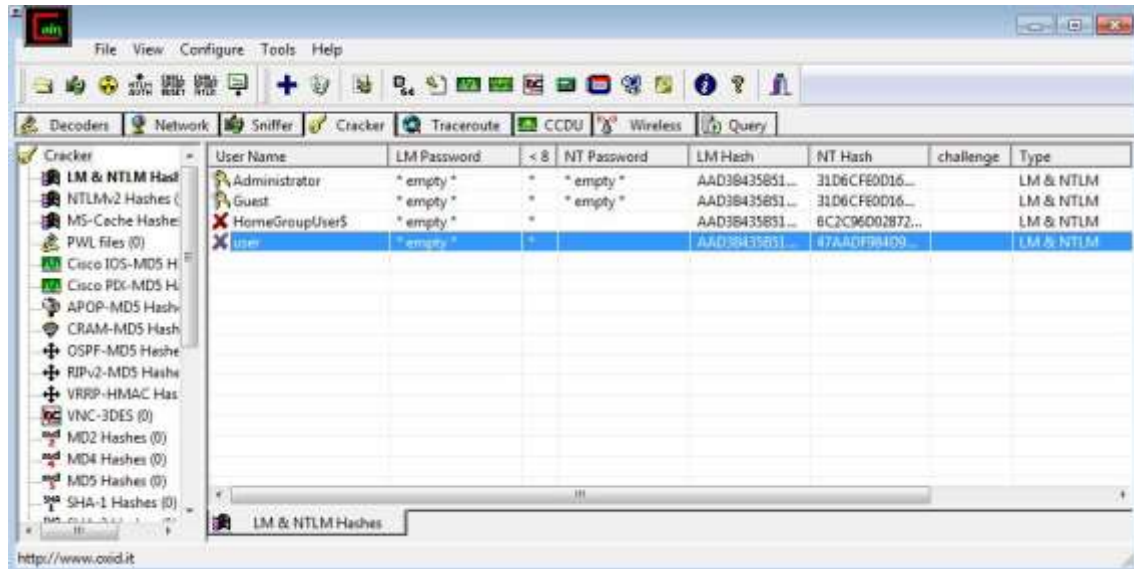 Cain
File View Configure Tools Help
Decoders Network Sniffer Cracker Traceroute CCDU Wireless Query
Cracker
LM & NTLM Hash
NTLMv2 Hashes (
MS-Cache Hashe
PWL files (0)
Cisco IOS-MD5 H
Cisco PIX-MD5 Ha
APOP-MD5 Hash
CRAM-MD5 Hash
OSPF-MD5 Hashe
RIPv2-MD5 Hashe
VRRP-HMAC Has
VNC-3DES (0)
MD2 Hashes (0)
MD4 Hashes (0)
MD5 Hashes (0)
SHA-1 Hashes (0)
User Name LM Password < 8 NT Password LM Hash NT Hash challenge Type
Administrator * empty * * * empty * AAD3B435B51... 31D6CFE0D16... LM & NTLM
Guest * empty * * * empty * AAD3B435B51... 31D6CFE0D16... LM & NTLM
HomeGroupUser$ * empty * * AAD3B435B51... 6C2C96D02872... LM & NTLM
user * empty * * AAD3B435B51... 47AADF98409... LM & NTLM
LM & NTLM Hashes
http://www.oxid.it